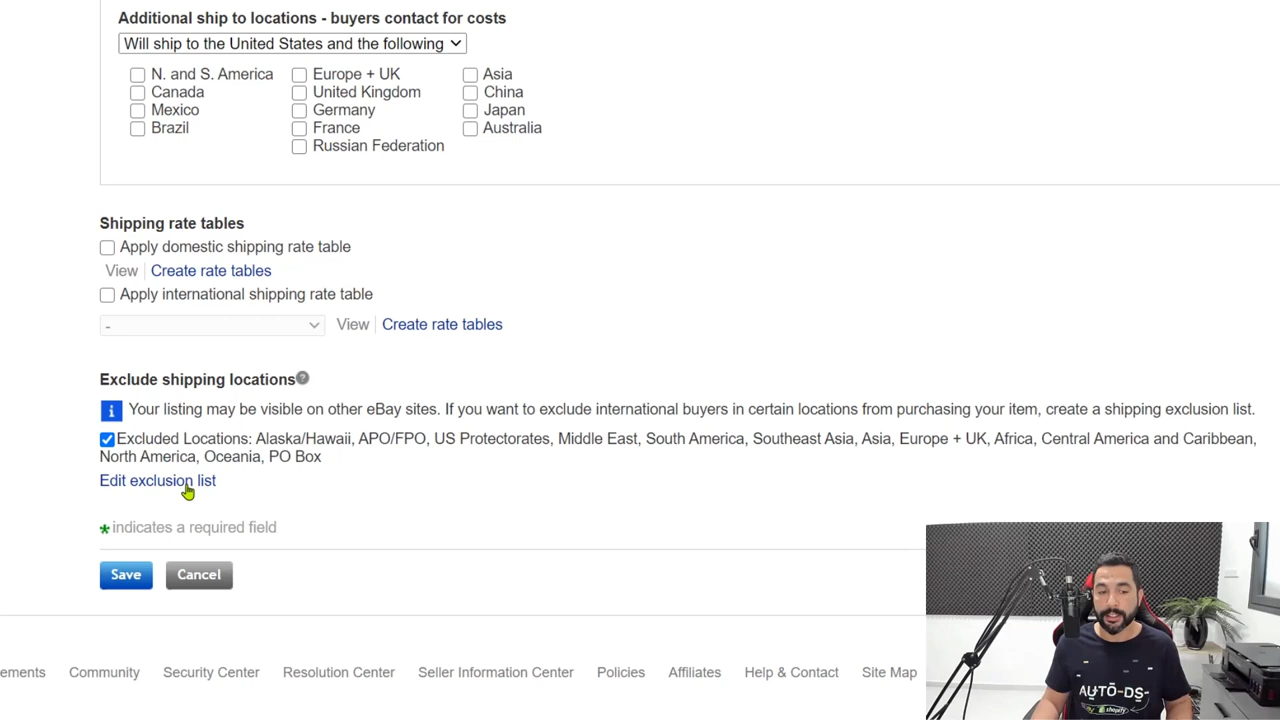 Additional ship to locations - buyers contact for costs
Will ship to the United States and the following
N. and S. America Europe + UK Asia
Canada United Kingdom China
Mexico Germany Japan
Brazil France Australia
Russian Federation
Shipping rate tables
Apply domestic shipping rate table
View Create rate tables
Apply international shipping rate table
- View Create rate tables
Exclude shipping locations ?
i Your listing may be visible on other eBay sites. If you want to exclude international buyers in certain locations from purchasing your item, create a shipping exclusion list.
Excluded Locations: Alaska/Hawaii, APO/FPO, US Protectorates, Middle East, South America, Southeast Asia, Asia, Europe + UK, Africa, Central America and Caribbean,
North America, Oceania, PO Box
Edit exclusion list
* indicates a required field
Save Cancel
ements Community Security Center Resolution Center Seller Information Center Policies Affiliates Help & Contact Site Map
AUTO-DS
shopify